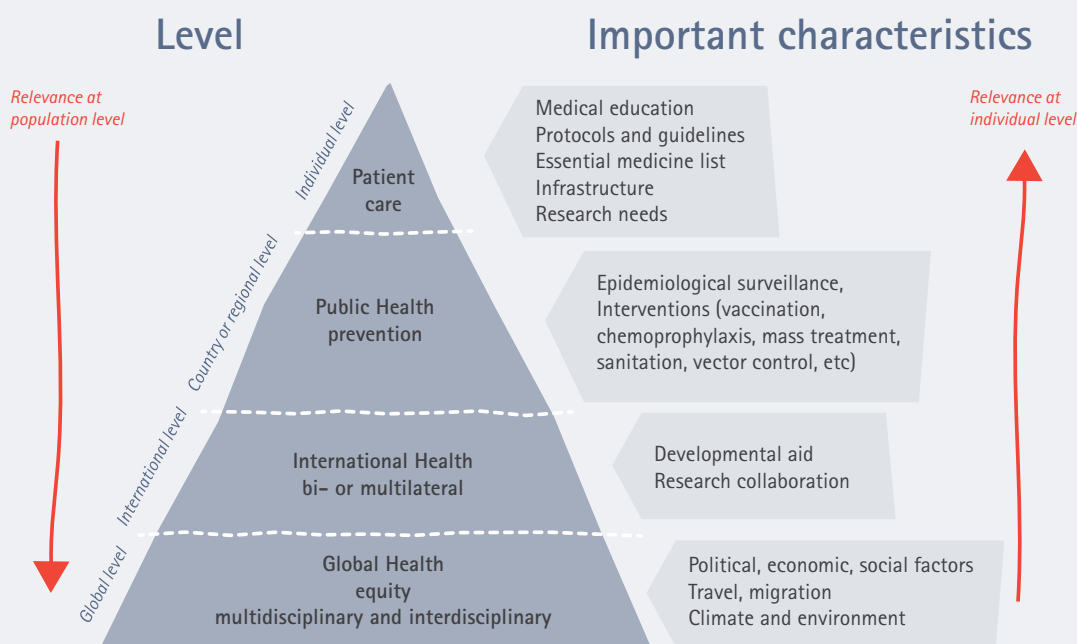 Level
Important characteristics
Relevance at
population level
Relevance at
individual level
Individual level
Patient
care
Medical education
Protocols and guidelines
Essential medicine list
Infrastructure
Research needs
Country or regional level
Public Health
prevention
Epidemiological surveillance,
Interventions (vaccination,
chemoprophylaxis, mass treatment,
sanitation, vector control, etc)
International level
International Health
bi- or multilateral
Developmental aid
Research collaboration
Global level
Global Health
equity
multidisciplinary and interdisciplinary
Political, economic, social factors
Travel, migration
Climate and environment